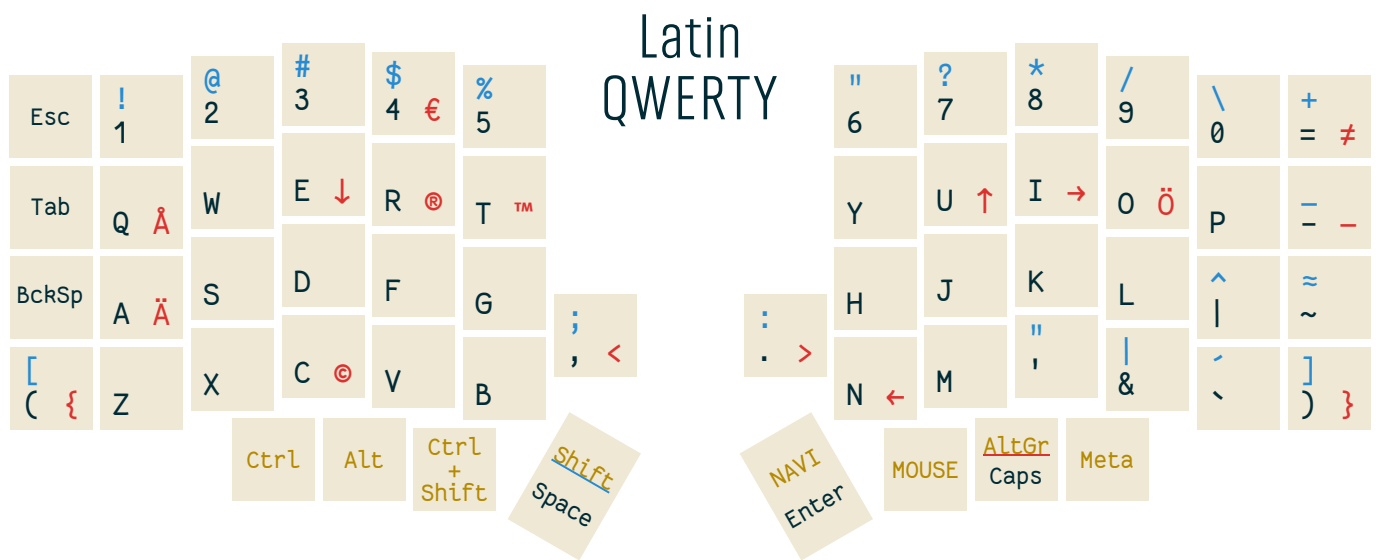 Latin
QWERTY
Esc
!
1
@
2
#
3
$
4 €
%
5
"
6
?
7
*
8
/
9
\
0
+
= ≠
Tab
Q Å
W
E ↓
R ®
T ™
Y
U ↑
I →
O Ö
P
_
- –
BckSp
A Ä
S
D
F
G
;
, <
:
. >
H
J
K
L
^
|
≈
~
[
( {
Z
X
C ©
V
B
N ←
M
"
'
|
&
´
`
]
) }
Ctrl
Alt
Ctrl
+
Shift
Shift
Space
NAVI
Enter
MOUSE
AltGr
Caps
Meta